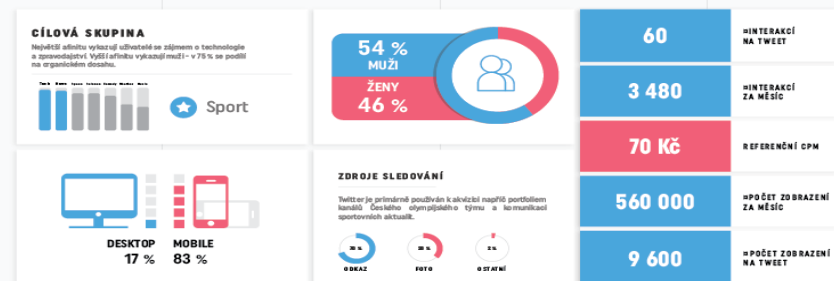 CÍLOVÁ SKUPINA
Největší afinitu vykazují uživatelé se zájmem o technologie
a zpravodajství. Vyšší afinitu vykazují muži – v 75 % se podílí
na organickém dosahu.
Sport
54 %
MUŽI
ŽENY
46 %
DESKTOP
17 %
MOBILE
83 %
ZDROJE SLEDOVÁNÍ
Twitter je primárně používán k akvizici napříč portfoliem
kanálů Českého olympijského týmu a komunikaci
sportovních aktualit.
ODKAZ
FOTO
OSTATNÍ
60
¤INTERAKCÍ
NA TWEET
3 480
¤INTERAKCÍ
ZA MĚSÍC
70 Kč
REFERENČNÍ CPM
560 000
¤POČET ZOBRAZENÍ
ZA MĚSÍC
9 600
¤POČET ZOBRAZENÍ
NA TWEET